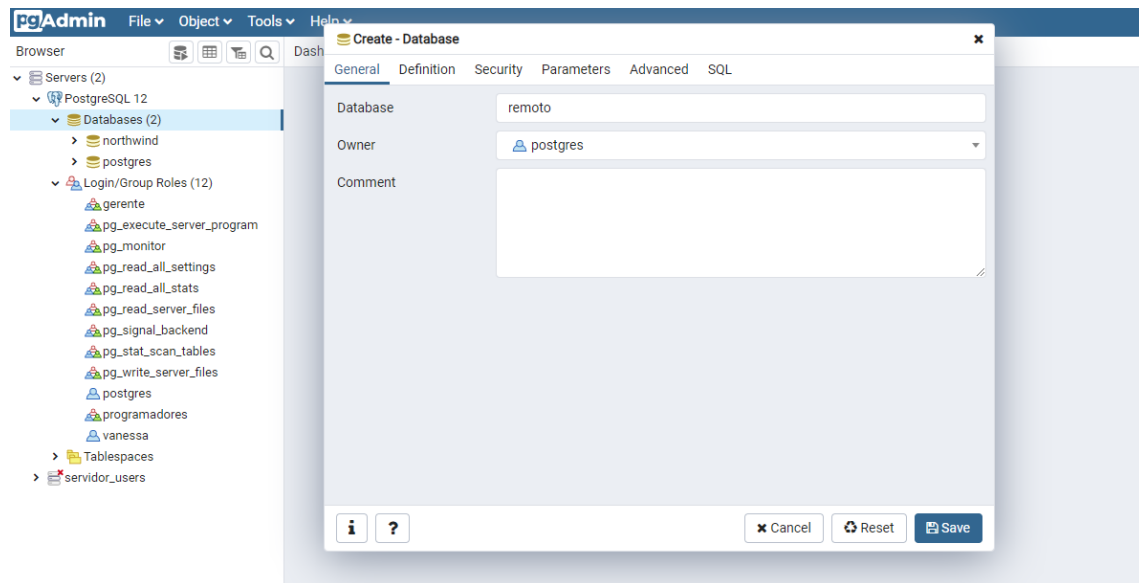 pgAdmin File Object Tools Help
Browser
Dash
Servers (2)
PostgreSQL 12
Databases (2)
northwind
postgres
Login/Group Roles (12)
gerente
pg_execute_server_program
pg_monitor
pg_read_all_settings
pg_read_all_stats
pg_read_server_files
pg_signal_backend
pg_stat_scan_tables
pg_write_server_files
postgres
programadores
vanessa
Tablespaces
servidor_users
Create - Database
General Definition Security Parameters Advanced SQL
Database remoto
Owner postgres
Comment
i ? Cancel Reset Save